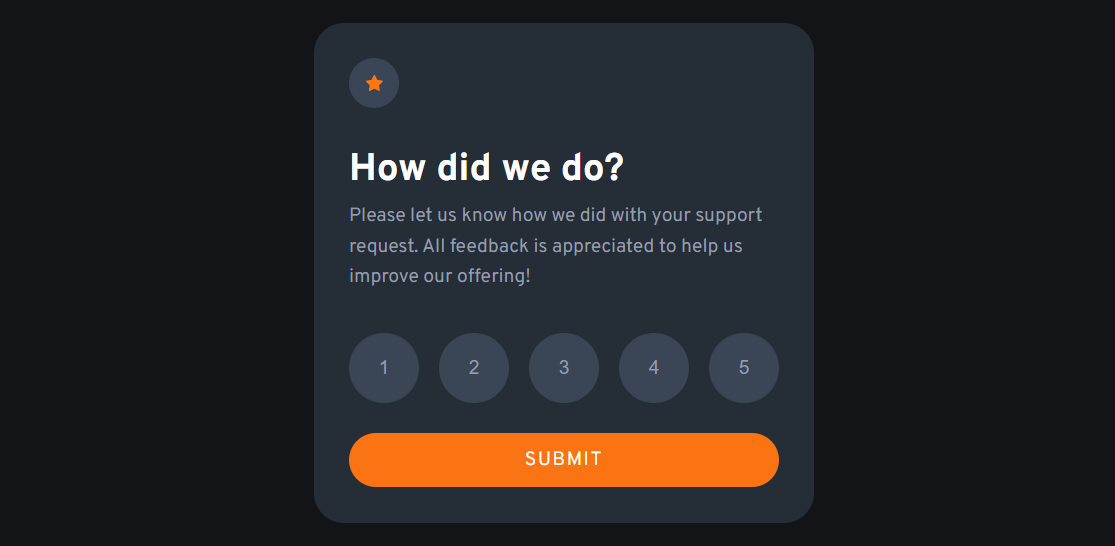 How did we do?
Please let us know how we did with your support
request. All feedback is appreciated to help us
improve our offering!
1 2 3 4 5
SUBMIT